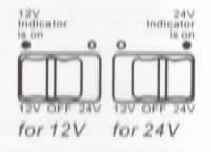 12V
Indicator
is on
24V
Indicator
is on
12V OFF 24V
12V OFF 24V
for 12V
for 24V